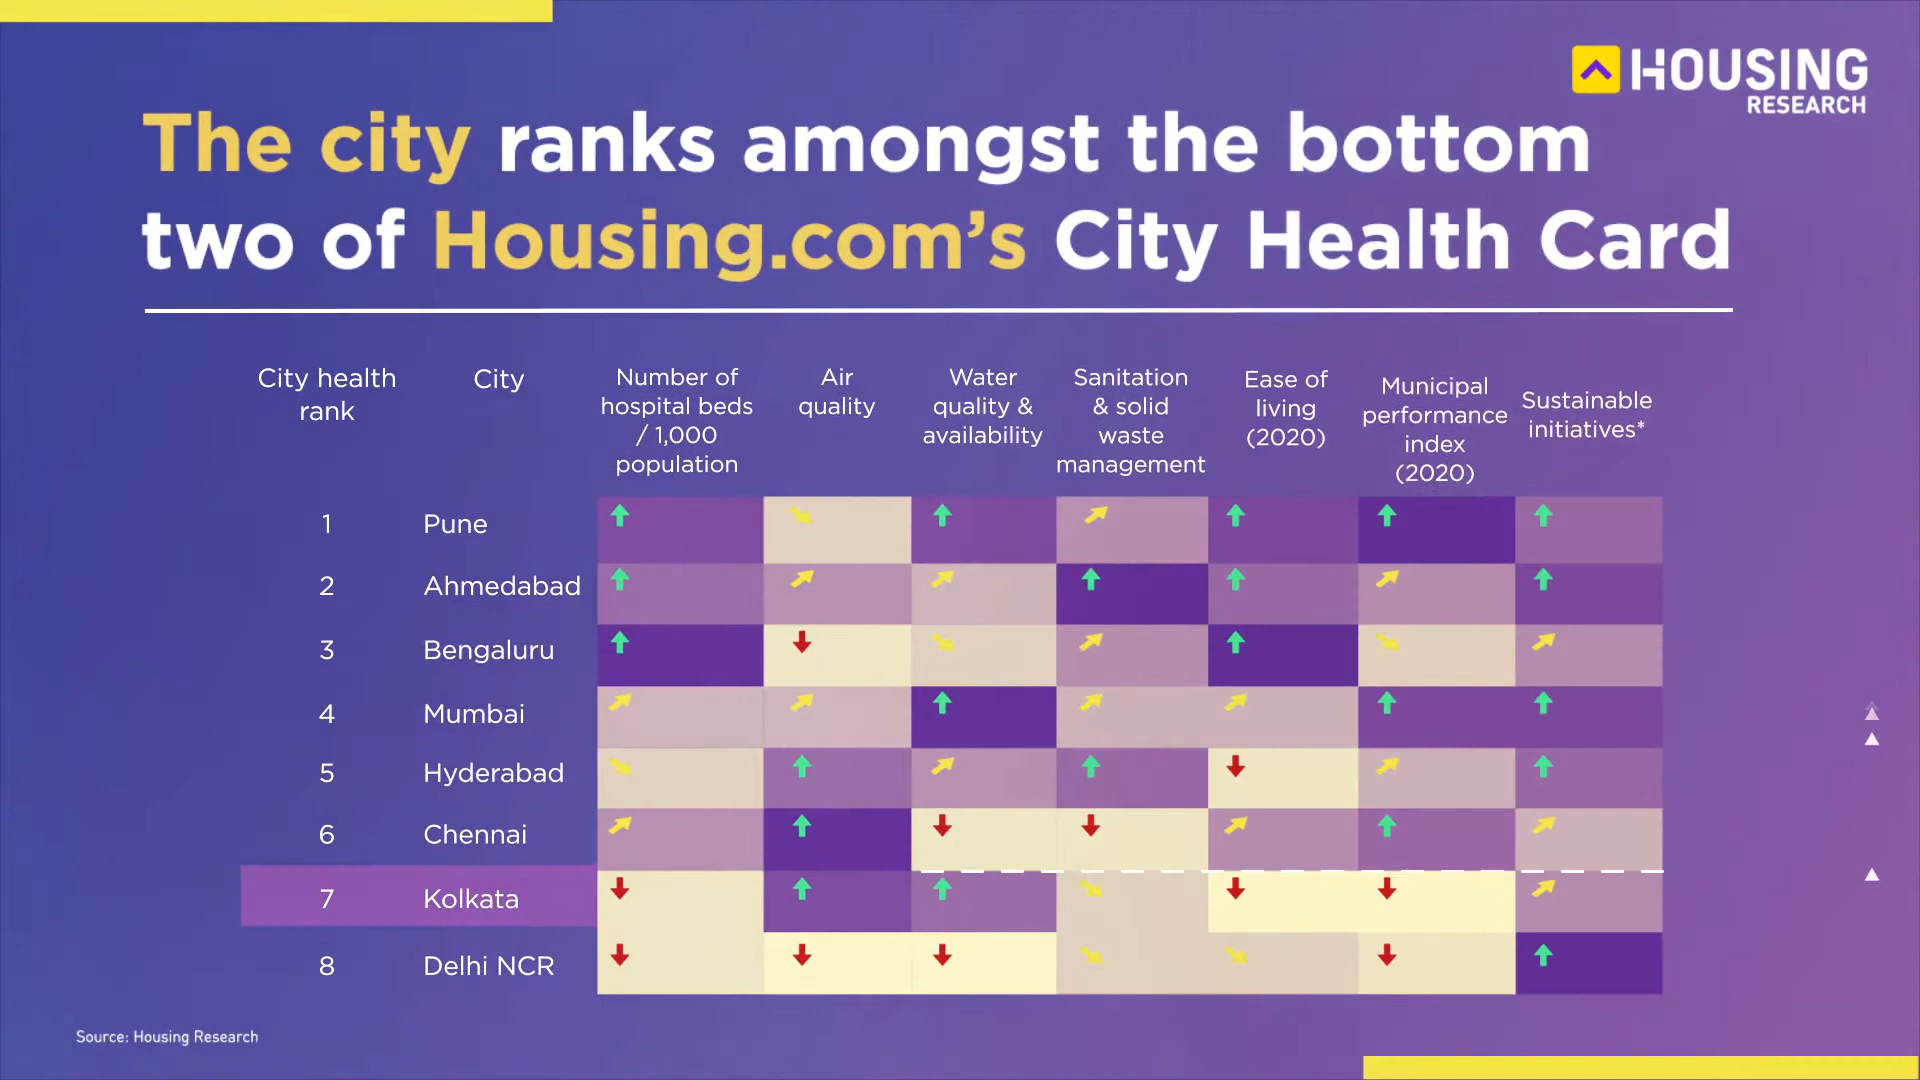 HOUSING
RESEARCH
The city ranks amongst the bottom
two of Housing.com's City Health Card
City health
rank
City
Number of
hospital beds
/ 1,000
population
Air
quality
Water
quality &
availability
Sanitation
& solid
waste
management
Ease of
living
(2020)
Municipal
performance
index
(2020)
Sustainable
initiatives*
1 Pune
2 Ahmedabad
3 Bengaluru
4 Mumbai
5 Hyderabad
6 Chennai
7 Kolkata
8 Delhi NCR
Source: Housing Research